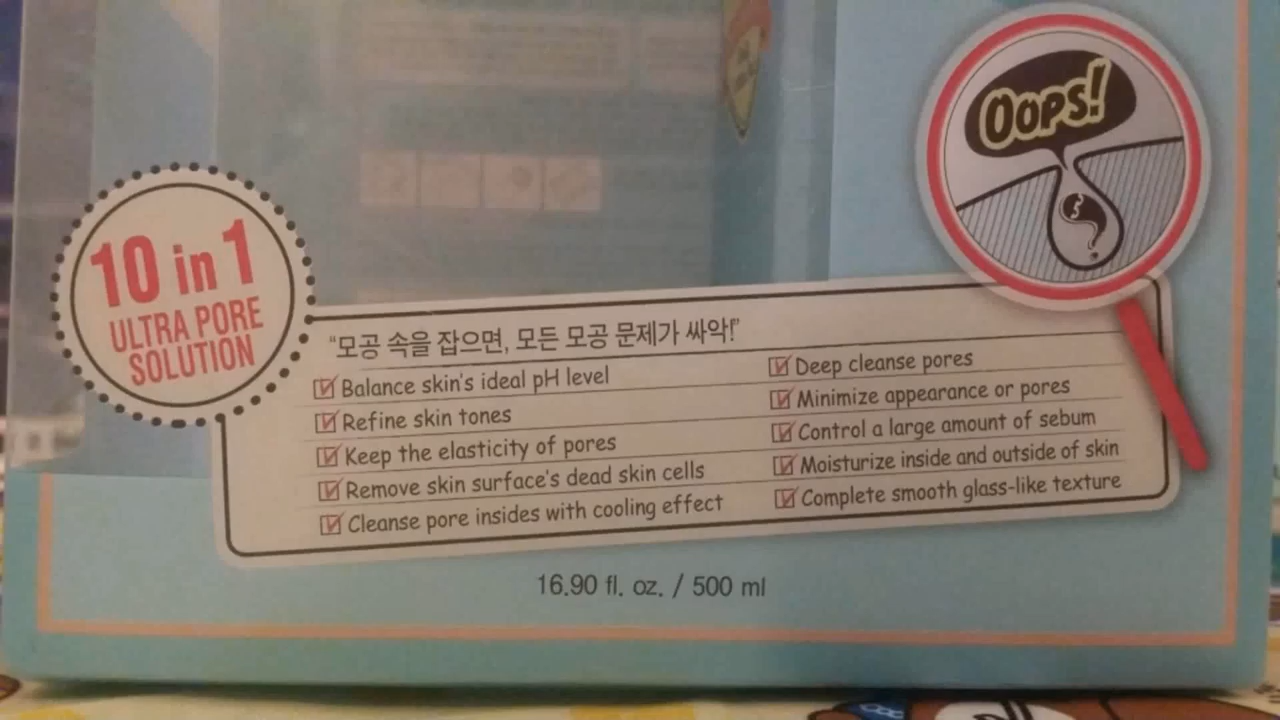 Oops!
10 in 1
ULTRA PORE
SOLUTION
"모공 속을 잡으면, 모든 모공 문제가 싸악!"
Balance skin's ideal pH level
Refine skin tones
Keep the elasticity of pores
Remove skin surface's dead skin cells
Cleanse pore insides with cooling effect
Deep cleanse pores
Minimize appearance or pores
Control a large amount of sebum
Moisturize inside and outside of skin
Complete smooth glass-like texture
16.90 fl. oz. / 500 ml